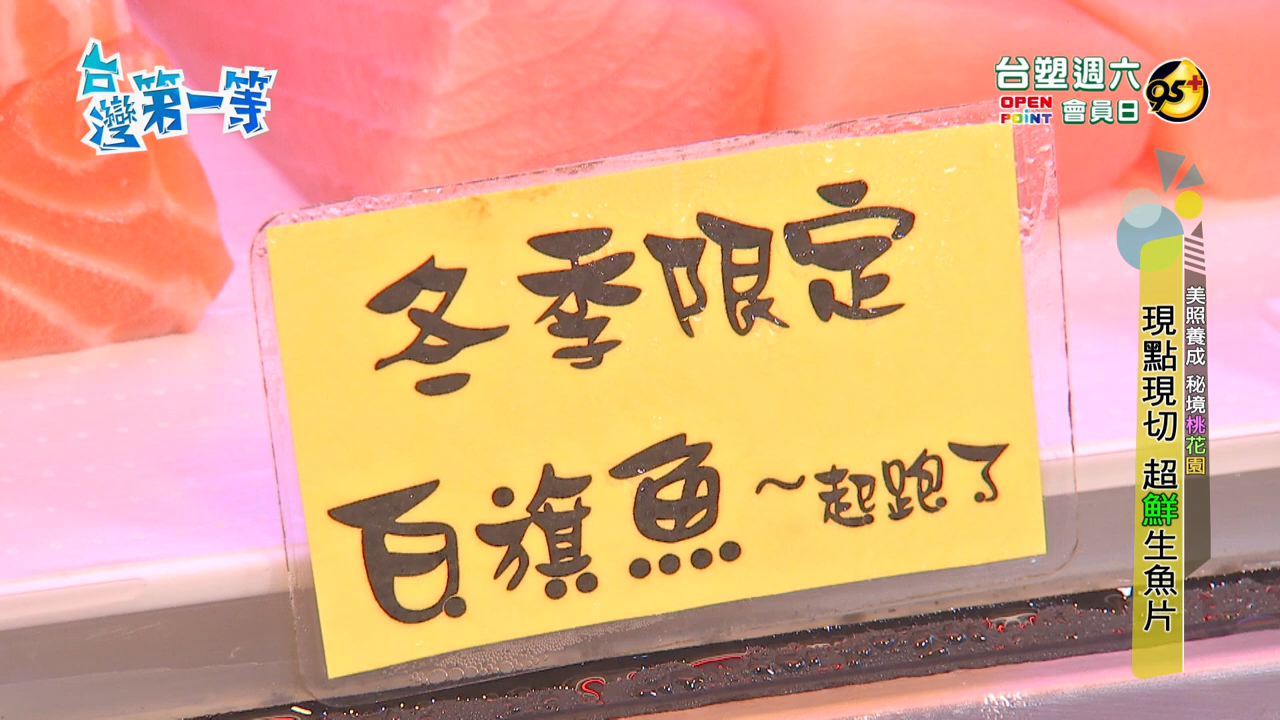 台灣第一等
台塑週六
OPEN POINT 會員日
95+
冬季限定
白旗魚~起跑了
美照養成 秘境桃花園
現點現切 超鮮生魚片